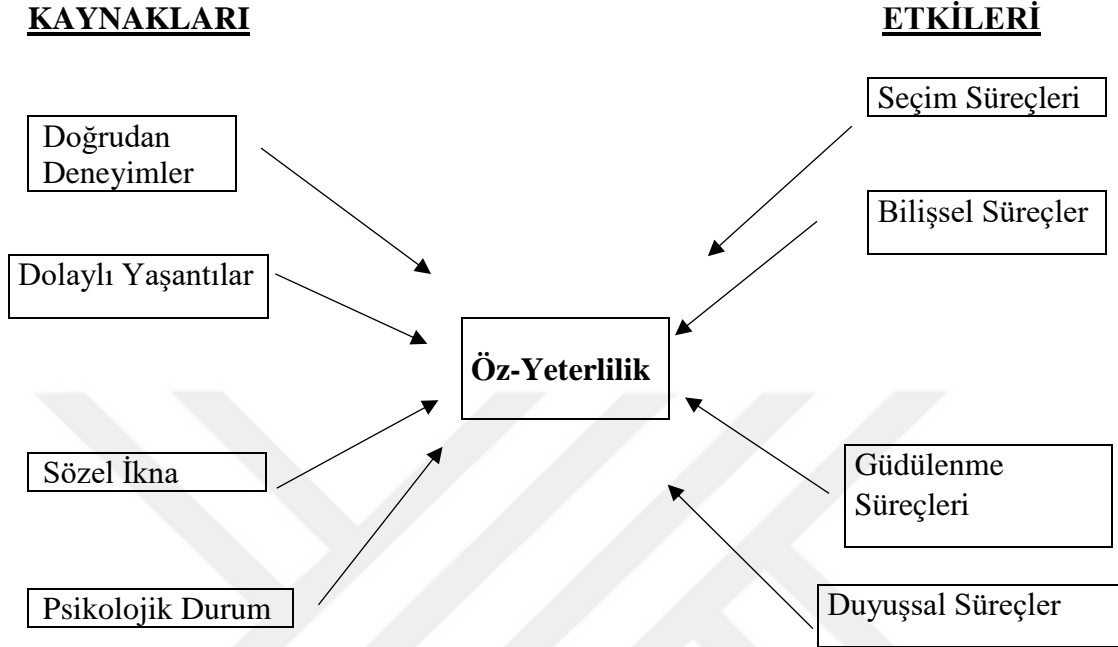 KAYNAKLARI
ETKİLERİ
Doğrudan
Deneyimler
Dolaylı Yaşantılar
Sözel İkna
Psikolojik Durum
Öz-Yeterlilik
Seçim Süreçleri
Bilişsel Süreçler
Güdülenme
Süreçleri
Duyuşsal Süreçler